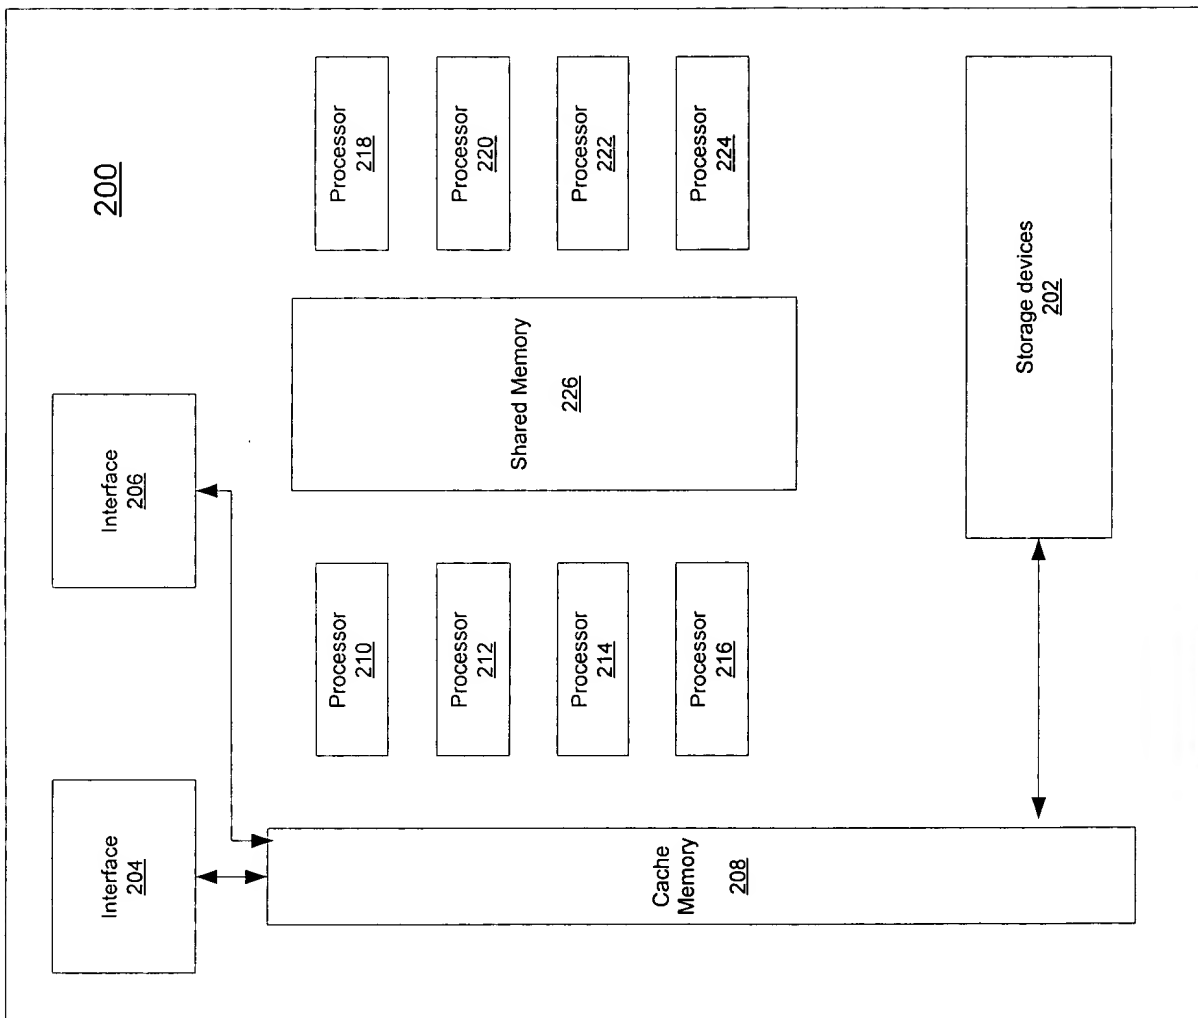 200
Interface
204
Interface
206
Cache
Memory
208
Processor
210
Processor
212
Processor
214
Processor
216
Shared Memory
226
Processor
218
Processor
220
Processor
222
Processor
224
Storage devices
202